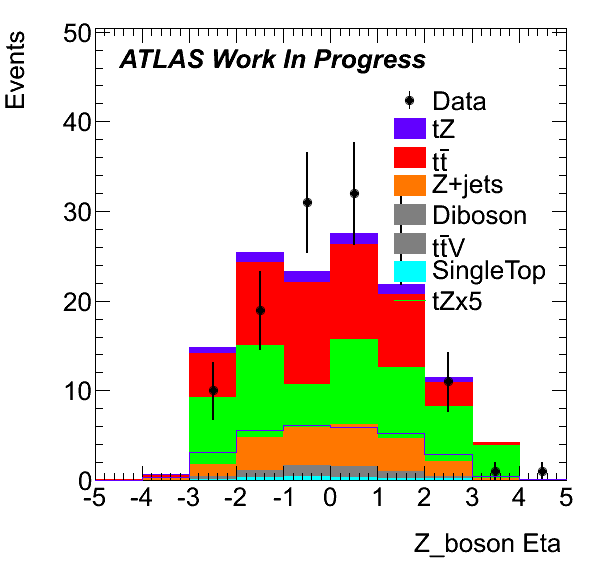 Events
50
40
30
20
10
0
ATLAS Work In Progress
Data
tZ
tt̄
Z+jets
Diboson
tt̄V
SingleTop
tZx5
-5 -4 -3 -2 -1 0 1 2 3 4 5
Z_boson Eta